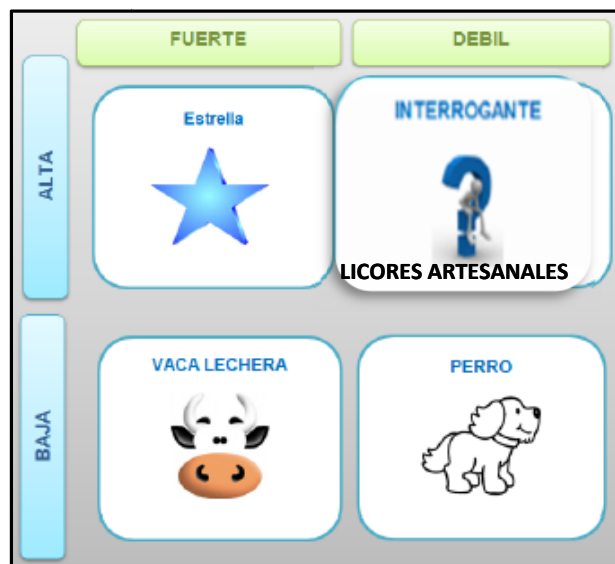 FUERTE
DEBIL
ALTA
Estrella
INTERROGANTE
LICORES ARTESANALES
BAJA
VACA LECHERA
PERRO